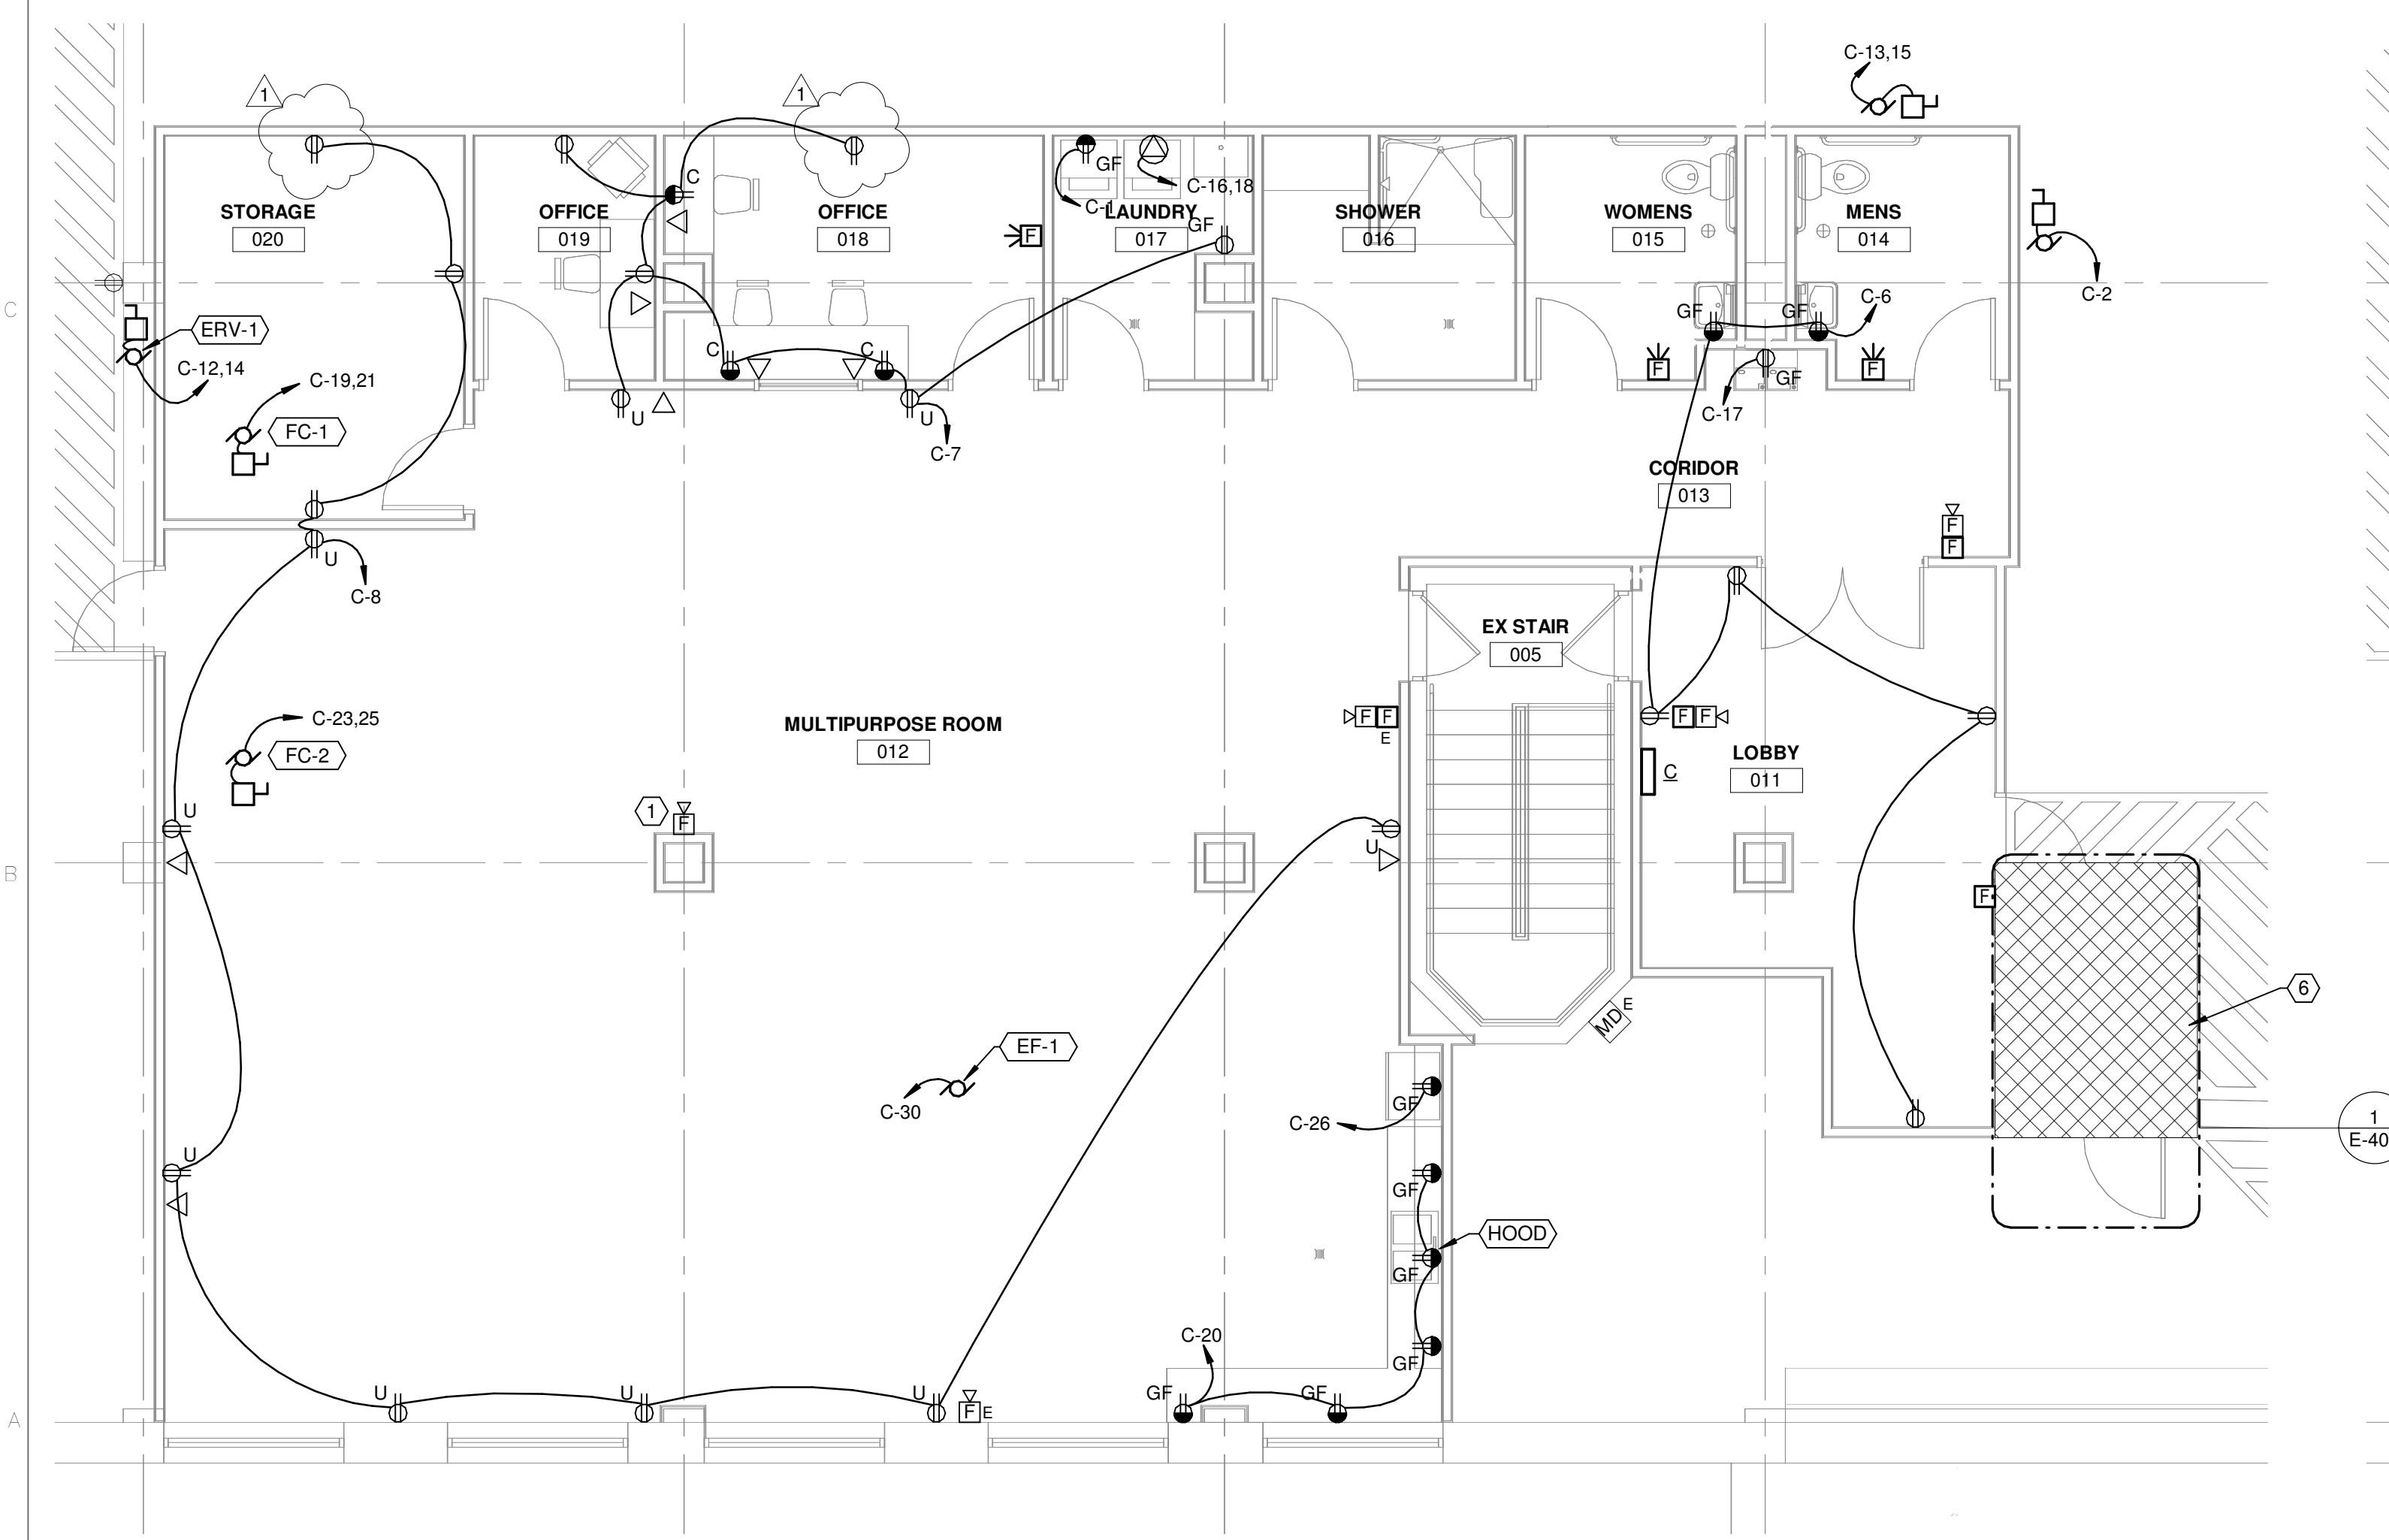 C-13,15
1
1
C
GF
C-16,18
C-1
STORAGE
020
OFFICE
019
OFFICE
018
F
LAUNDRY
017
GF
SHOWER
016
WOMENS
015
MENS
014
C-2
C
ERV-1
C-12,14
C-19,21
FC-1
C
C
U
U
C-7
GF
GF
C-6
F
F
GF
C-17
CORIDOR
013
F
F
U
C-8
EX STAIR
005
C-23,25
FC-2
MULTIPURPOSE ROOM
012
F F
E
F F
C
LOBBY
011
U
1
F
U
B
F
6
MD E
EF-1
C-30
GF
C-26
1
E-40
U
GF
HOOD
GF
C-20
GF
U
U
U
F E
GF
GF
A